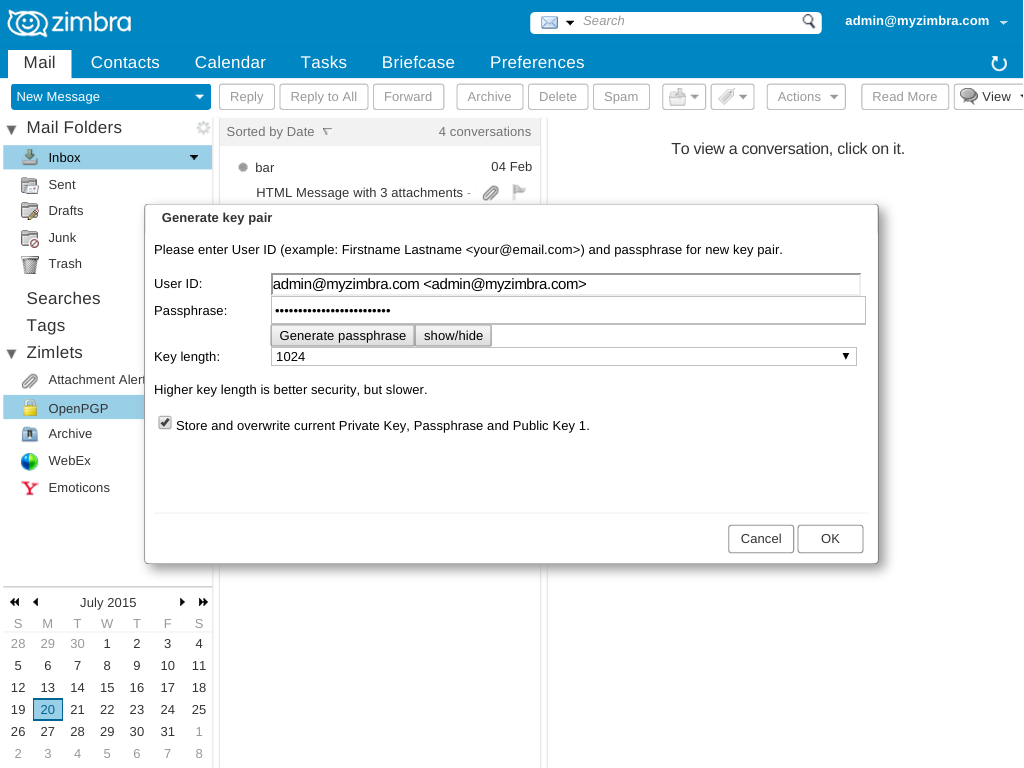 zimbra
Search
admin@myzimbra.com
Mail Contacts Calendar Tasks Briefcase Preferences
New Message Reply Reply to All Forward Archive Delete Spam Actions Read More View
Mail Folders
Sorted by Date 4 conversations
To view a conversation, click on it.
Inbox
bar 04 Feb
Sent
HTML Message with 3 attachments -
Drafts
Junk
Trash
Searches
Tags
Zimlets
Attachment Alert
OpenPGP
Archive
WebEx
Emoticons
Generate key pair
Please enter User ID (example: Firstname Lastname <your@email.com>) and passphrase for new key pair.
User ID: admin@myzimbra.com <admin@myzimbra.com>
Passphrase: •••••••••••••••••••••••••
Generate passphrase show/hide
Key length: 1024
Higher key length is better security, but slower.
Store and overwrite current Private Key, Passphrase and Public Key 1.
Cancel OK
July 2015
S M T W T F S
28 29 30 1 2 3 4
5 6 7 8 9 10 11
12 13 14 15 16 17 18
19 20 21 22 23 24 25
26 27 28 29 30 31 1
2 3 4 5 6 7 8